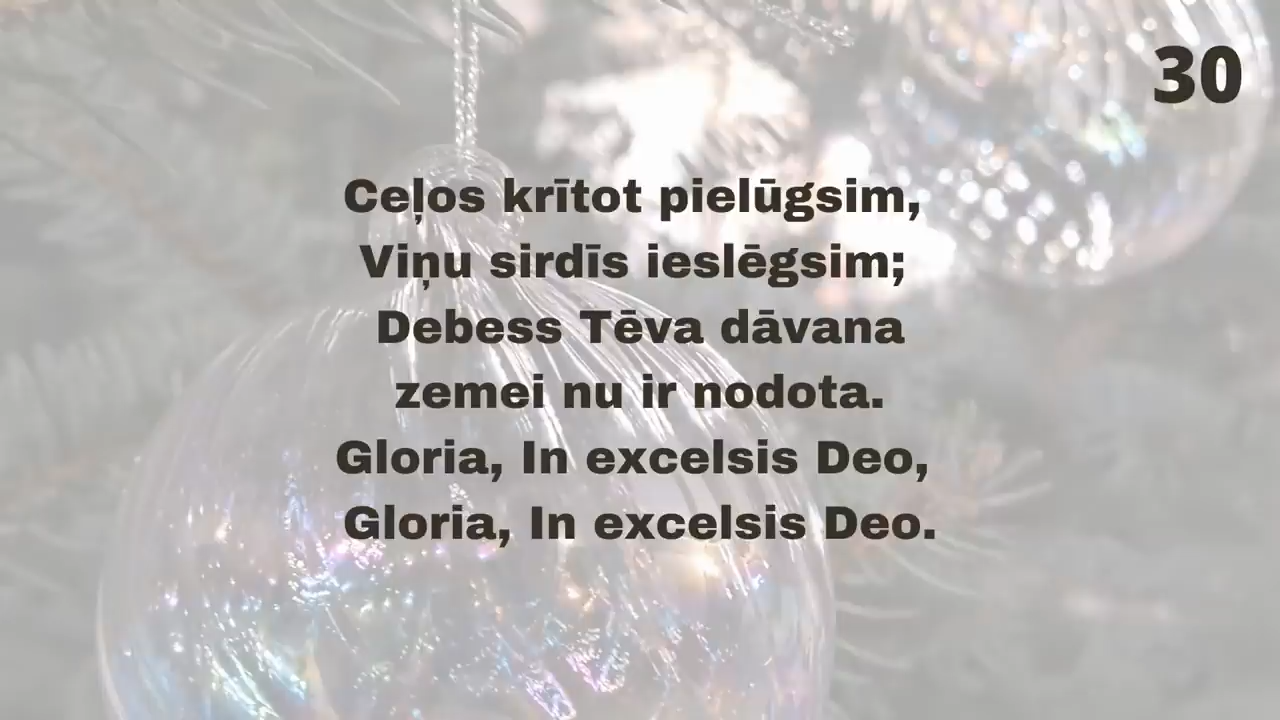 30
Ceļos krītot pielūgsim,
Viņu sirdīs ieslēgsim;
Debess Tēva dāvana
zemei nu ir nodota.
Gloria, In excelsis Deo,
Gloria, In excelsis Deo.